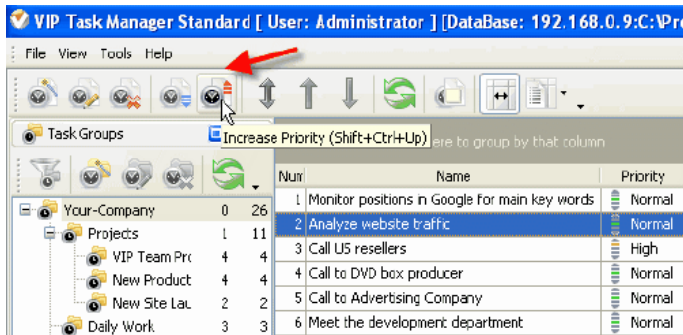 VIP Task Manager Standard [ User: Administrator ] [DataBase: 192.168.0.9:C:\Pro
File View Tools Help
Increase Priority (Shift+Ctrl+Up)
ere to group by that column
Task Groups
Num Name Priority
Your-Company 0 26
Projects 1 11
VIP Team Pro 4 4
New Product 4 4
New Site Lau 2 2
Daily Work 3 3
1 Monitor positions in Google for main key words Normal
2 Analyze website traffic Normal
3 Call US resellers High
4 Call to DVD box producer Normal
5 Call to Advertising Company Normal
6 Meet the development department Normal